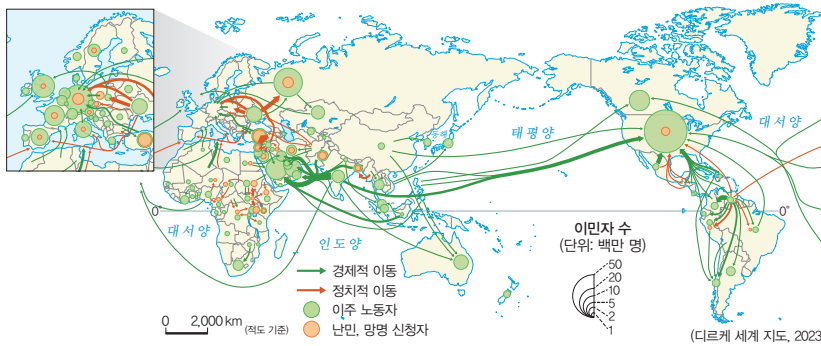 동해
태평양
대서양
0°
0°
대서양
인도양
이민자 수
(단위: 백만 명)
50
20
10
5
2
1
경제적 이동
정치적 이동
이주 노동자
난민, 망명 신청자
0 2,000 km (적도 기준)
(디르케 세계 지도, 2023